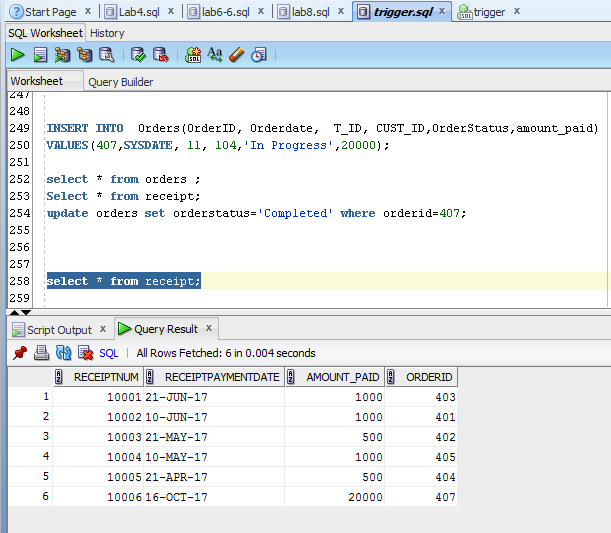 Start Page x Lab4.sql x lab6-6.sql x lab8.sql x trigger.sql x trigger x
SQL Worksheet History
Worksheet Query Builder
247
248
249 INSERT INTO Orders(OrderID, Orderdate, T_ID, CUST_ID,OrderStatus,amount_paid)
250 VALUES(407,SYSDATE, 11, 104,'In Progress',20000);
251
252 select * from orders ;
253 Select * from receipt;
254 update orders set orderstatus='Completed' where orderid=407;
255
256
257
258 select * from receipt;
259
Script Output x Query Result x
SQL | All Rows Fetched: 6 in 0.004 seconds
RECEIPTNUM RECEIPTPAYMENTDATE AMOUNT_PAID ORDERID
1 10001 21-JUN-17 1000 403
2 10002 10-JUN-17 1000 401
3 10003 21-MAY-17 500 402
4 10004 10-MAY-17 1000 405
5 10005 21-APR-17 500 404
6 10006 16-OCT-17 20000 407